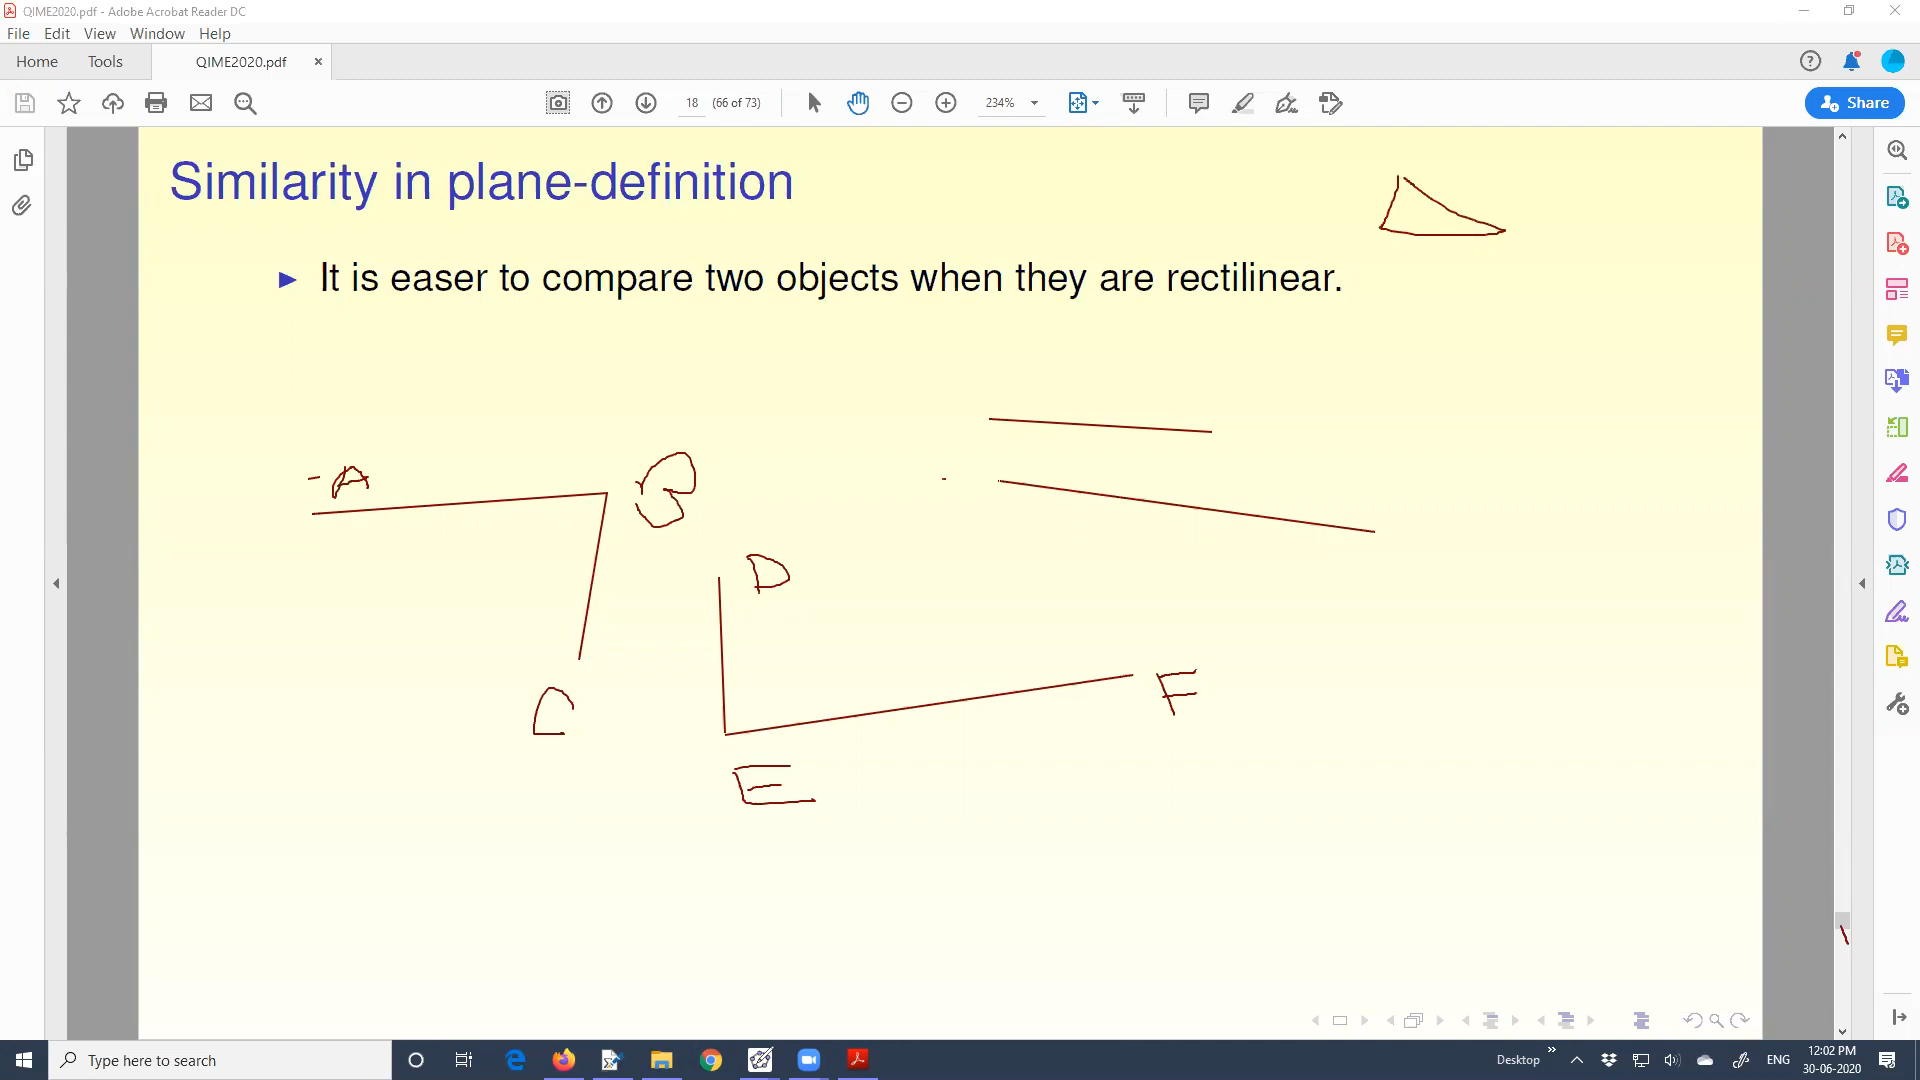 QIME2020.pdf - Adobe Acrobat Reader DC
File Edit View Window Help
Home Tools QIME2020.pdf ×
18 (66 of 73) 234% Share
Similarity in plane-definition
It is easer to compare two objects when they are rectilinear.
A
B
D
C
F
E
Type here to search
Desktop
ENG
12:02 PM
30-06-2020